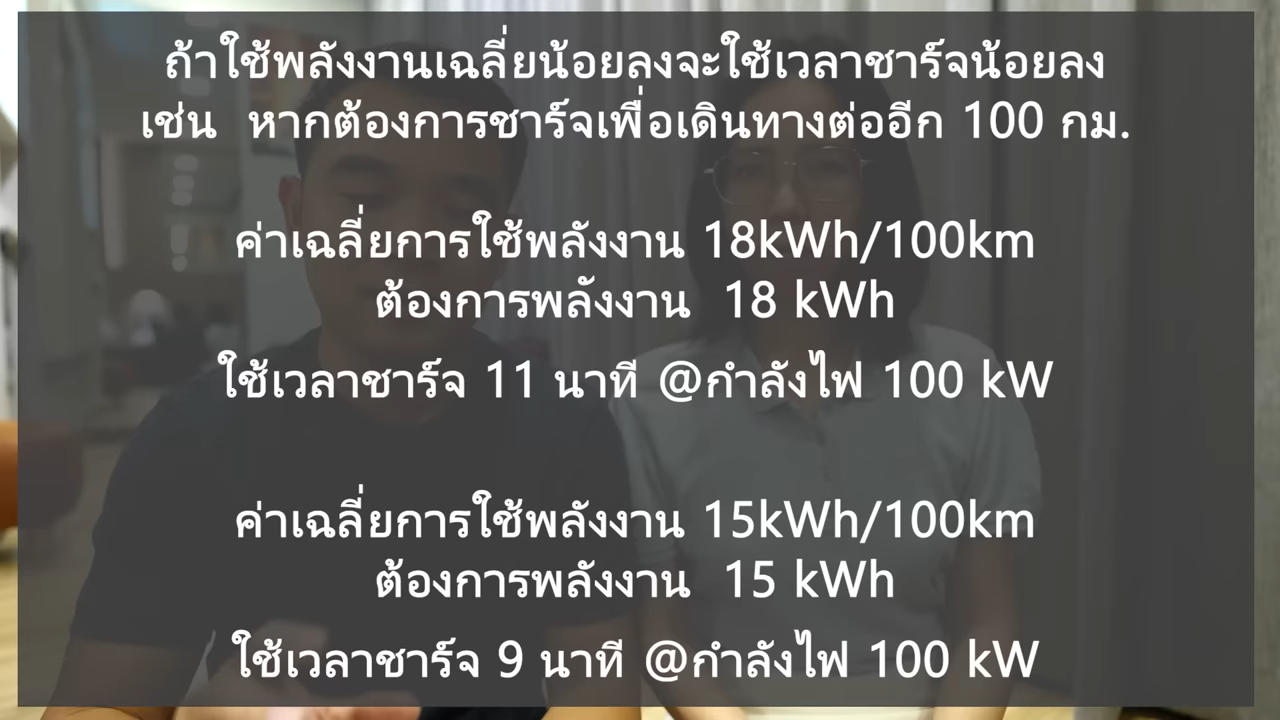 ถ้าใช้พลังงานเฉลี่ยน้อยลงจะใช้เวลาชาร์จน้อยลง
เช่น หากต้องการชาร์จเพื่อเดินทางต่ออีก 100 กม.
ค่าเฉลี่ยการใช้พลังงาน 18kWh/100km
ต้องการพลังงาน 18 kWh
ใช้เวลาชาร์จ 11 นาที @กำลังไฟ 100 kW
ค่าเฉลี่ยการใช้พลังงาน 15kWh/100km
ต้องการพลังงาน 15 kWh
ใช้เวลาชาร์จ 9 นาที @กำลังไฟ 100 kW